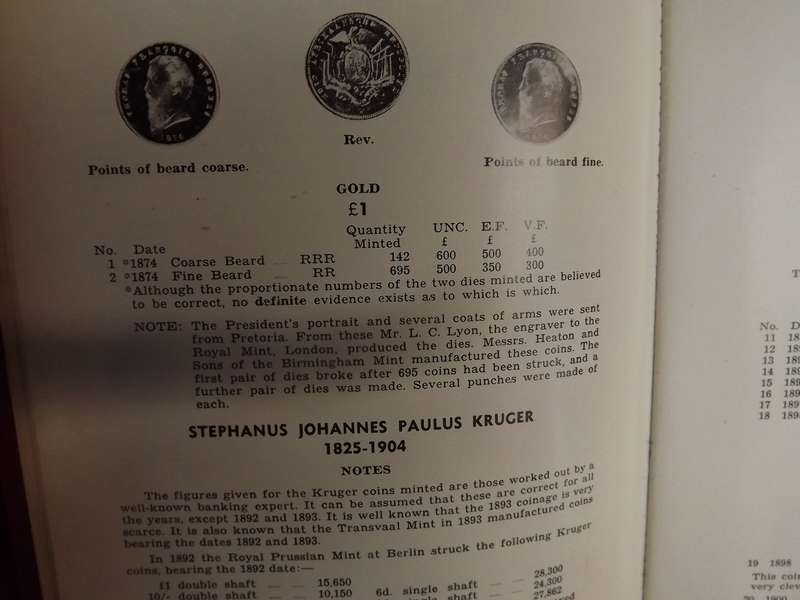 Rev.
Points of beard coarse.
Points of beard fine.
GOLD
£1
Quantity UNC. E.F. V.F.
No. Date Minted £ £ £
1 *1874 Coarse Beard RRR 142 600 500 400
2 *1874 Fine Beard RR 695 500 350 300
*Although the proportionate numbers of the two dies minted are believed
to be correct, no definite evidence exists as to which is which.
NOTE: The President's portrait and several coats of arms were sent
from Pretoria. From these Mr. L. C. Lyon, the engraver to the
Royal Mint, London, produced the dies. Messrs. Heaton and
Sons of the Birmingham Mint manufactured these coins. The
first pair of dies broke after 695 coins had been struck, and a
further pair of dies was made. Several punches were made of
each.
STEPHANUS JOHANNES PAULUS KRUGER
1825-1904
NOTES
The figures given for the Kruger coins minted are those worked out by a
well-known banking expert. It can be assumed that these are correct for all
the years, except 1892 and 1893. It is well known that the 1893 coinage is very
scarce. It is also known that the Transvaal Mint in 1893 manufactured coins
bearing the dates 1892 and 1893.
In 1892 the Royal Prussian Mint at Berlin struck the following Kruger
coins, bearing the 1892 date:—
28,300
£1 double shaft — — 15,650 6d. single shaft — — 24,300
10/- double shaft — — 10,150 27,862
No.
11
12
13
14
15
16
17 189
18 189
19 1898
This coi
very clev